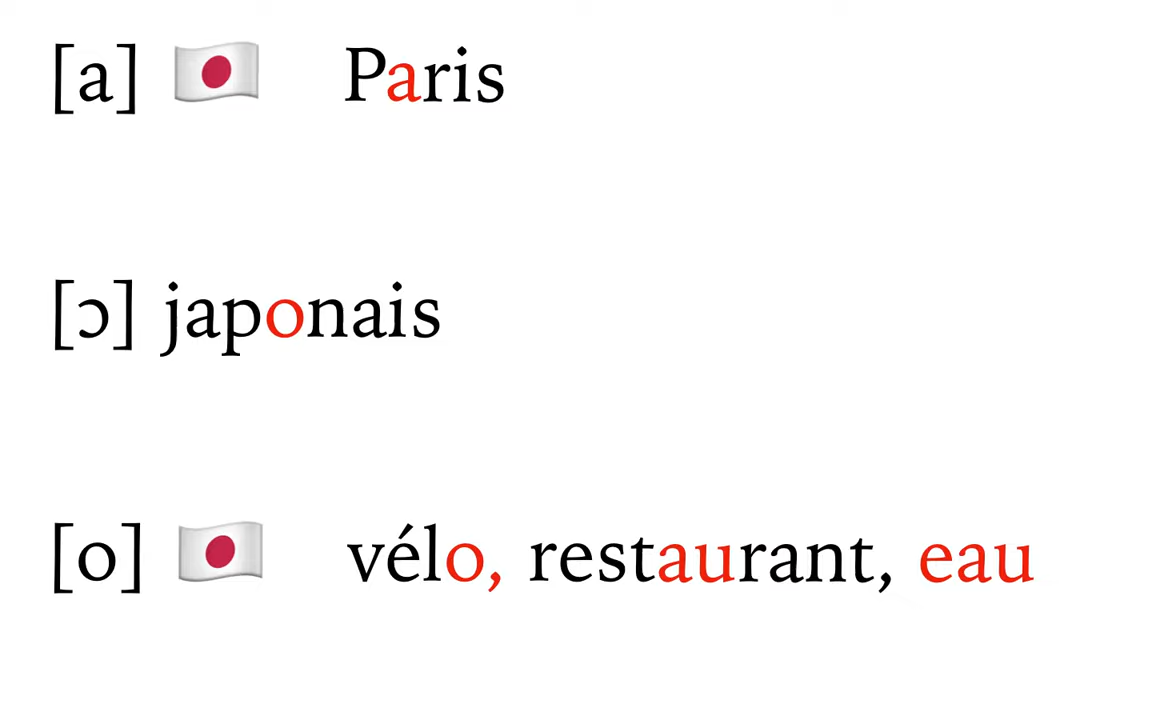 [a] 🇯🇵 Paris
[ɔ] japonais
[o] 🇯🇵 vélo, restaurant, eau